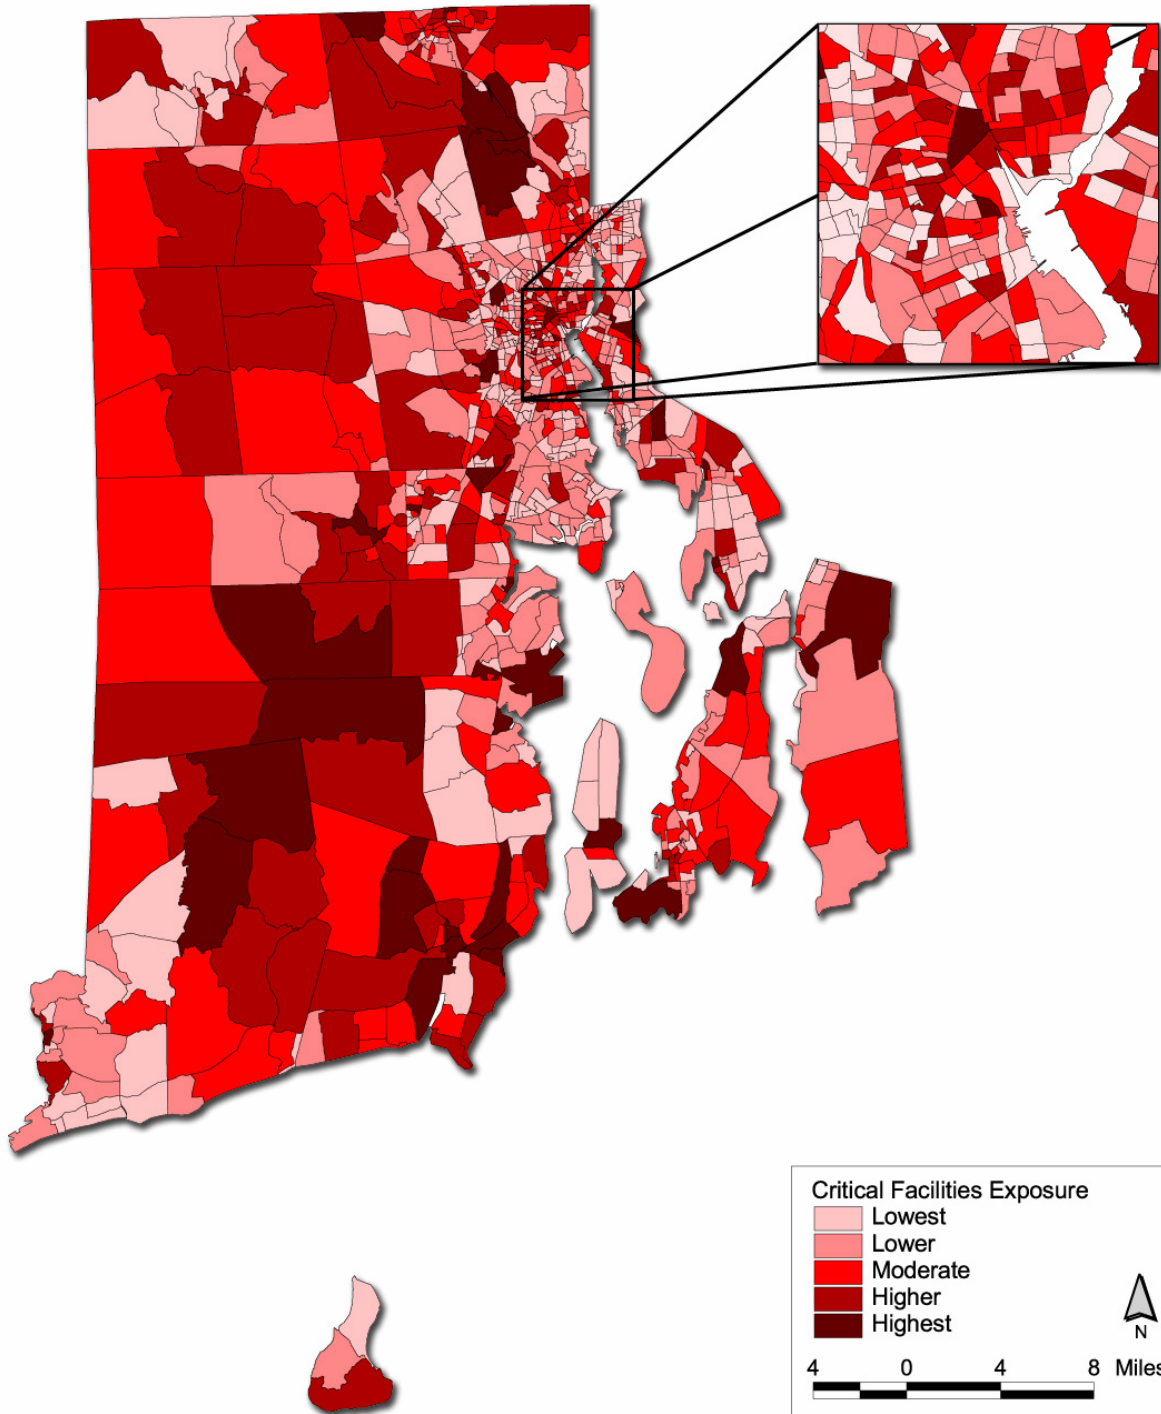 Critical Facilities Exposure
Lowest
Lower
Moderate
Higher
Highest
N
4 0 4 8 Miles